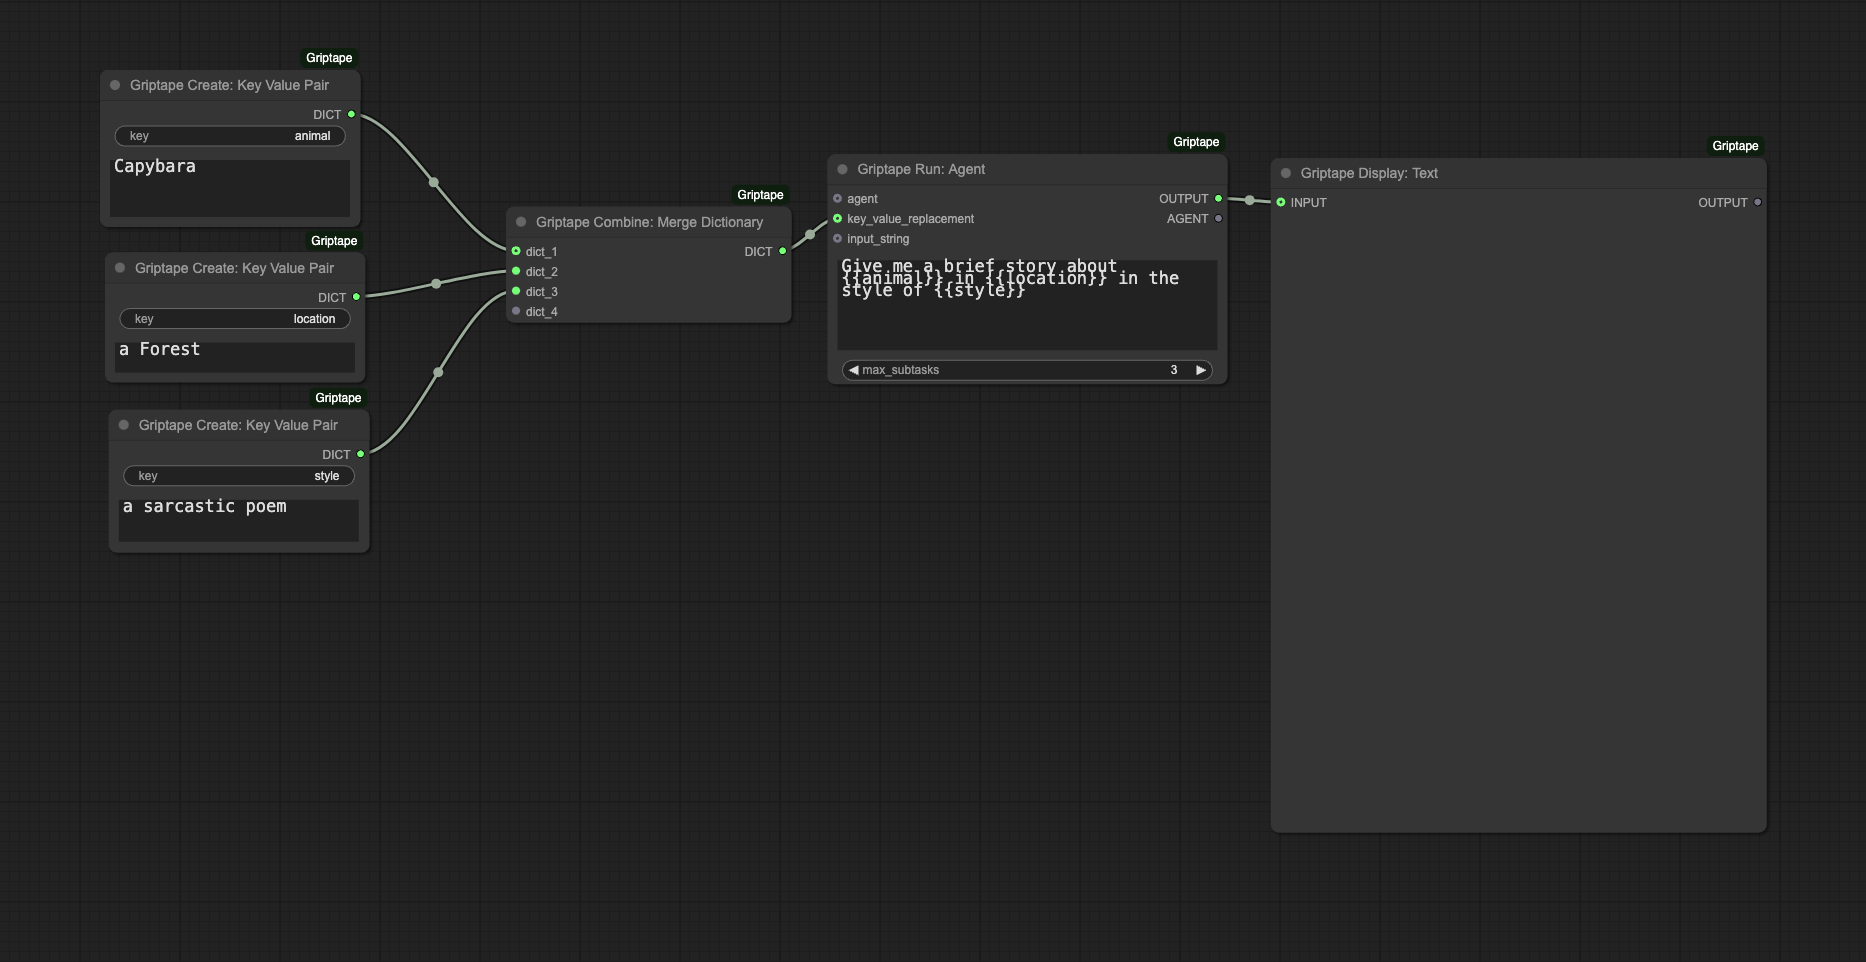 Griptape
Griptape Create: Key Value Pair
DICT
key animal
Capybara
Griptape
Griptape Create: Key Value Pair
DICT
key location
a Forest
Griptape
Griptape Create: Key Value Pair
DICT
key style
a sarcastic poem
Griptape
Griptape Combine: Merge Dictionary
dict_1 DICT
dict_2
dict_3
dict_4
Griptape
Griptape Run: Agent
agent OUTPUT
key_value_replacement AGENT
input_string
Give me a brief story about
{{animal}} in {{location}} in the
style of {{style}}
max_subtasks 3
Griptape
Griptape Display: Text
INPUT OUTPUT